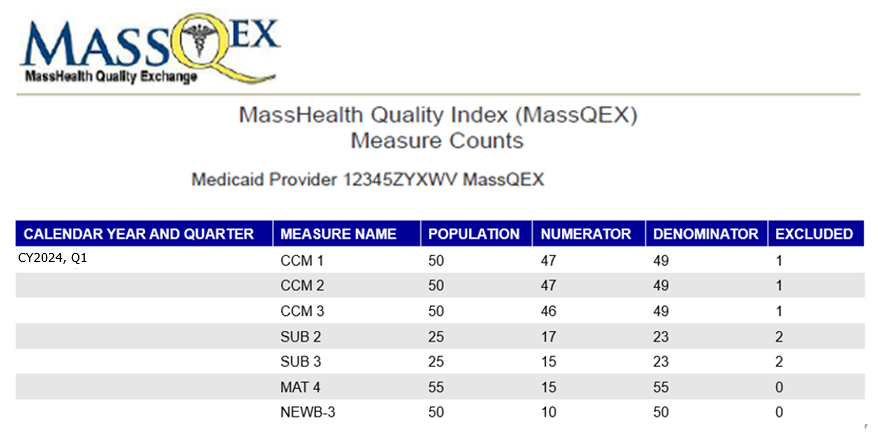 MASSQEX
MassHealth Quality Exchange
MassHealth Quality Index (MassQEX)
Measure Counts
Medicaid Provider 12345ZYXWV MassQEX
CALENDAR YEAR AND QUARTER MEASURE NAME POPULATION NUMERATOR DENOMINATOR EXCLUDED
CY2024, Q1 CCM 1 50 47 49 1
CCM 2 50 47 49 1
CCM 3 50 46 49 1
SUB 2 25 17 23 2
SUB 3 25 15 23 2
MAT 4 55 15 55 0
NEWB-3 50 10 50 0